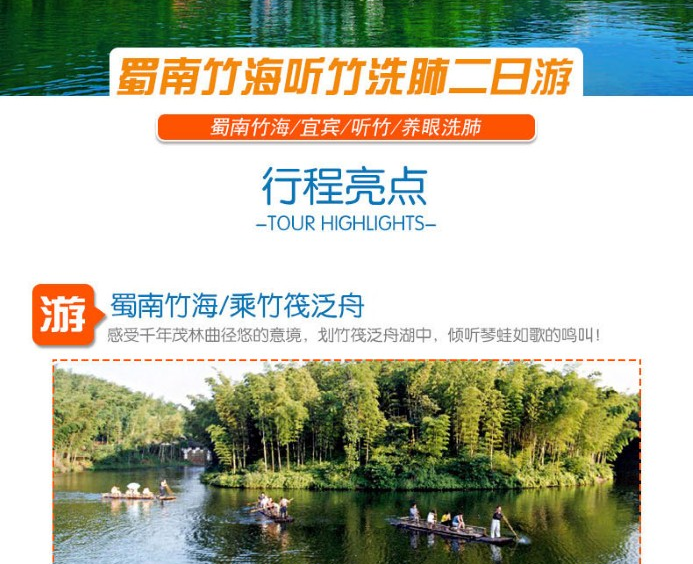 蜀南竹海听竹洗肺二日游
蜀南竹海/宜宾/听竹/养眼洗肺
行程亮点
–TOUR HIGHLIGHTS–
游
蜀南竹海/乘竹筏泛舟
感受千年茂林曲径悠的意境，划竹筏泛舟湖中，倾听琴蛙如歌的鸣叫！